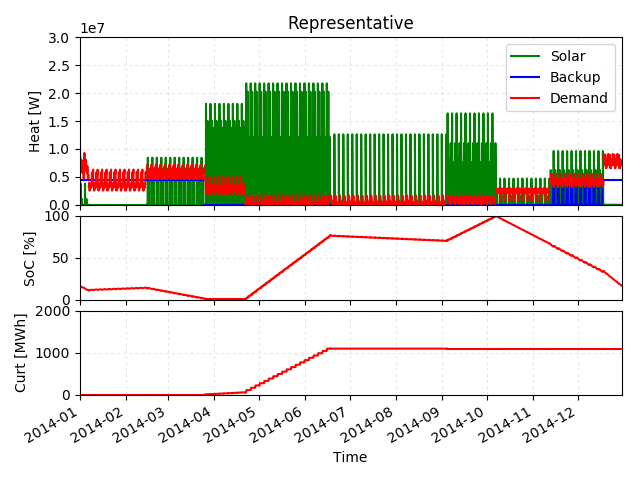 Representative
1e7
3.0
2.5
2.0
1.5
1.0
0.5
0.0
Heat [W]
Solar
Backup
Demand
100
50
0
SoC [%]
2000
1000
0
Curt [MWh]
2014-01
2014-02
2014-03
2014-04
2014-05
2014-06
2014-07
2014-08
2014-09
2014-10
2014-11
2014-12
Time